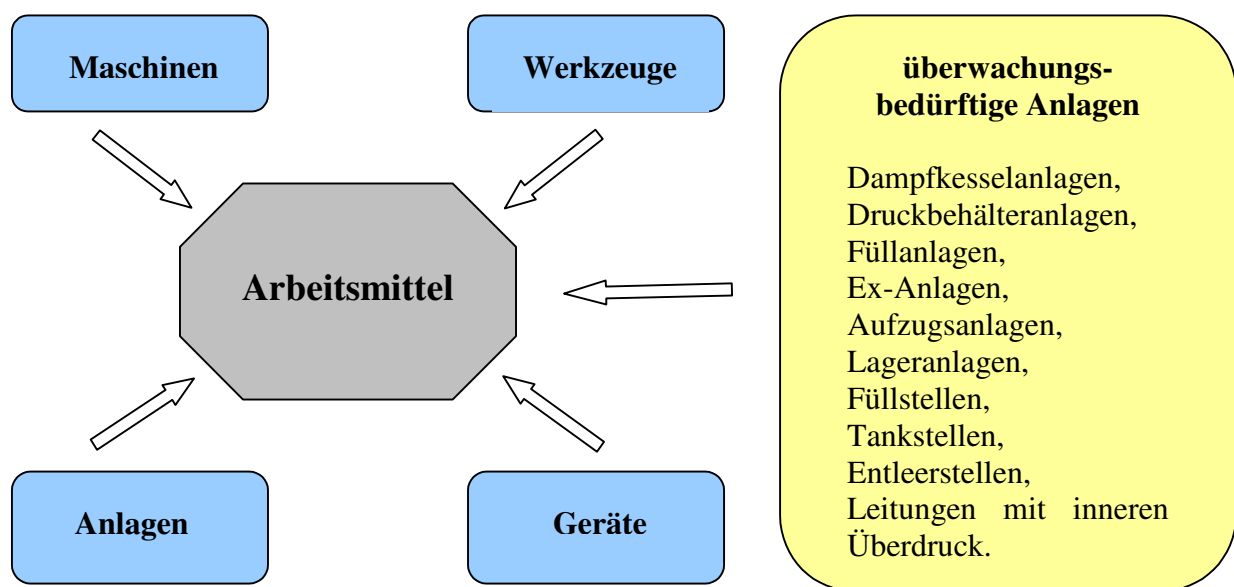 Maschinen
Werkzeuge
Arbeitsmittel
Anlagen
Geräte
überwachungs-
bedürftige Anlagen
Dampfkesselanlagen,
Druckbehälteranlagen,
Füllanlagen,
Ex-Anlagen,
Aufzugsanlagen,
Lageranlagen,
Füllstellen,
Tankstellen,
Entleerstellen,
Leitungen mit inneren
Überdruck.